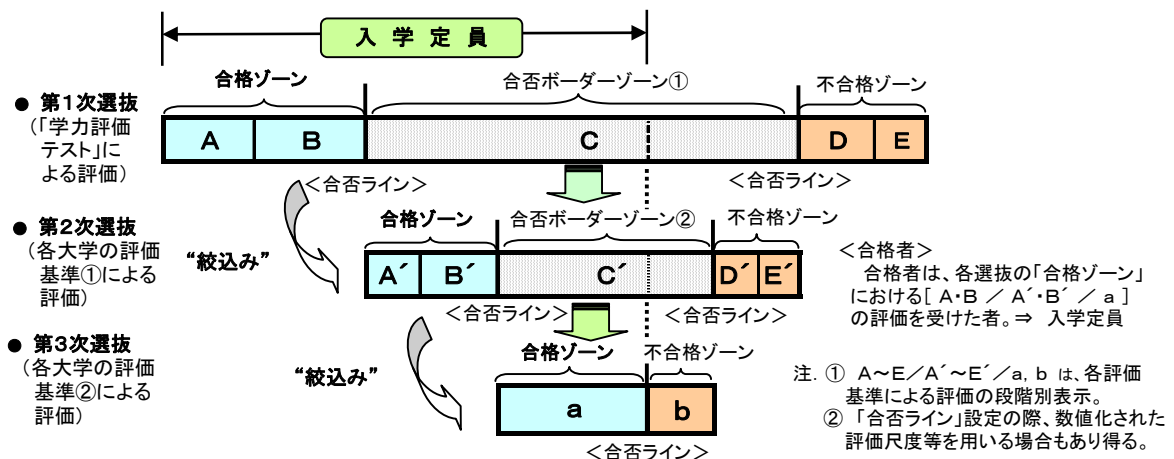 入 学 定 員
● 第1次選抜
(「学力評価
テスト」に
よる評価)
合格ゾーン
合否ボーダーゾーン①
不合格ゾーン
A B C D E
<合否ライン>
<合否ライン>
● 第2次選抜
(各大学の評価
基準①による
評価)
“絞込み”
合格ゾーン
合否ボーダーゾーン②
不合格ゾーン
A´ B´ C´ D´ E´
<合否ライン>
<合否ライン>
<合格者>
合格者は、各選抜の「合格ゾーン」
における[ A・B / A´・B´ / a ]
の評価を受けた者。⇒ 入学定員
● 第3次選抜
(各大学の評価
基準②による
評価)
“絞込み”
合格ゾーン
不合格ゾーン
a b
<合否ライン>
注. ① A~E/A´~E´/a, b は、各評価
基準による評価の段階別表示。
② 「合否ライン」設定の際、数値化された
評価尺度等を用いる場合もあり得る。